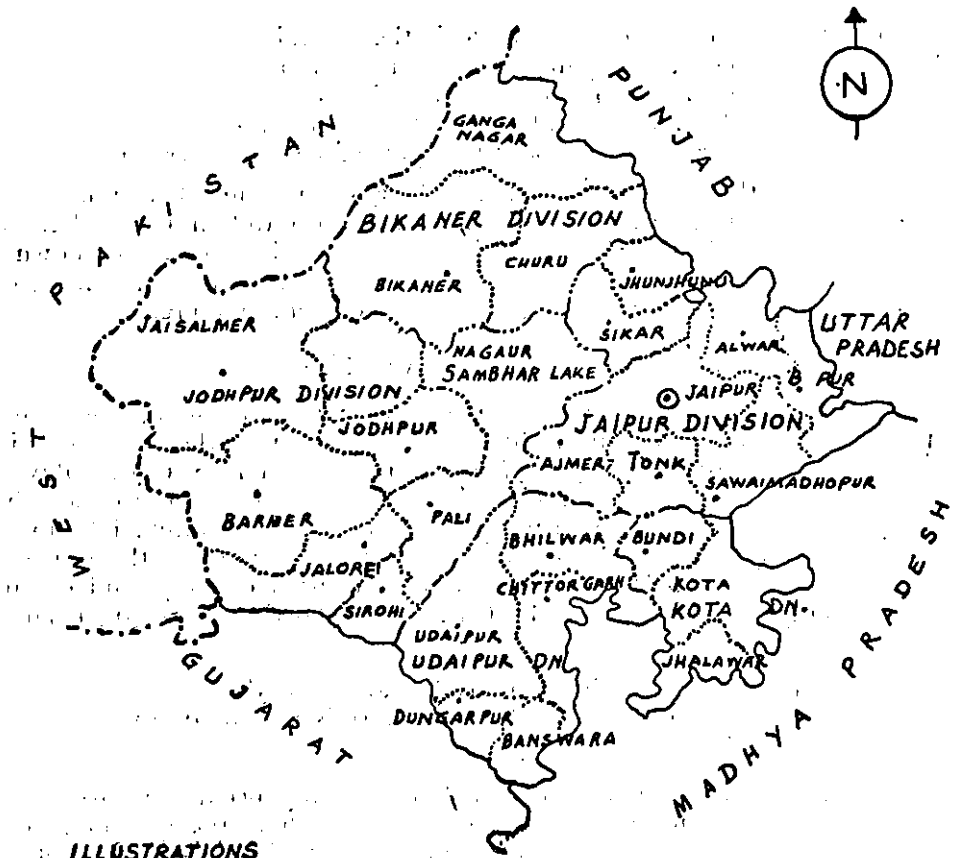 N
PUNJAB
WEST PAKISTAN
GANGA
NAGAR
BIKANER DIVISION
CHURU
BIKANER
JHUNJHUNU
JAISALMER
SIKAR
UTTAR
PRADESH
NAGAUR
SAMBHAR LAKE
ALWAR
B PUR
JODHPUR DIVISION
JAIPUR
JAIPUR DIVISION
JODHPUR
AJMER
TONK
SAWAIMADHOPUR
BARMER
PALI
BHILWAR
BUNDI
JALOREI
CHITTORGARH
KOTA
KOTA DN.
SIROHI
UDAIPUR
UDAIPUR DN
JHALAWAR
GUJARAT
DUNGARPUR
BANSWARA
MADHYA PRADESH
ILLUSTRATIONS